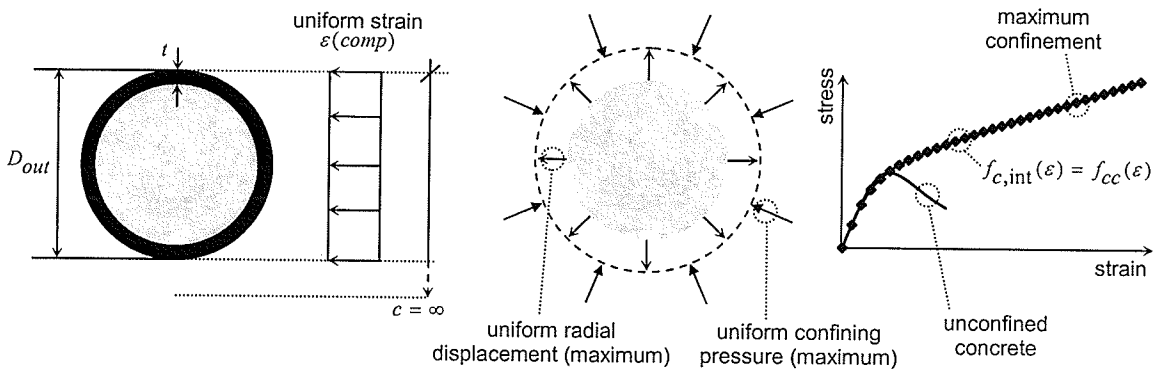 uniform strain
ε(comp)
t
D_out
c = ∞
uniform radial
displacement (maximum)
uniform confining
pressure (maximum)
maximum
confinement
stress
f_c,int(ε) = f_cc(ε)
strain
unconfined
concrete